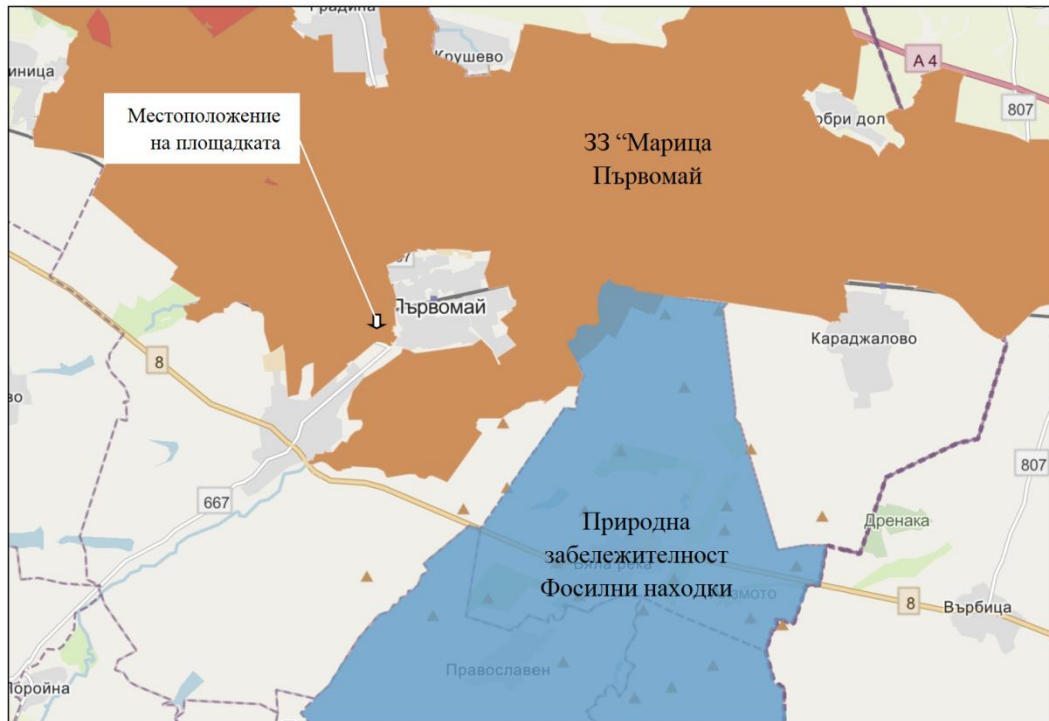 Градина
Крушево
иница
А 4
807
Местоположение
на площадката
обри дол
ЗЗ “Марица
Първомай
Първомай
Караджалово
8
во
667
807
Природна
забележителност
Фосилни находки
Бяла река
Дренака
8
Върбица
Православен
Поройна